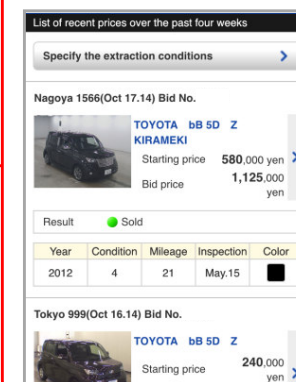 List of recent prices over the past four weeks
Specify the extraction conditions
Nagoya 1566(Oct 17.14) Bid No.
TOYOTA bB 5D Z
KIRAMEKI
Starting price 580,000 yen
Bid price 1,125,000
yen
Result Sold
Year Condition Mileage Inspection Color
2012 4 21 May.15
Tokyo 999(Oct 16.14) Bid No.
TOYOTA bB 5D Z
Starting price 240,000
yen